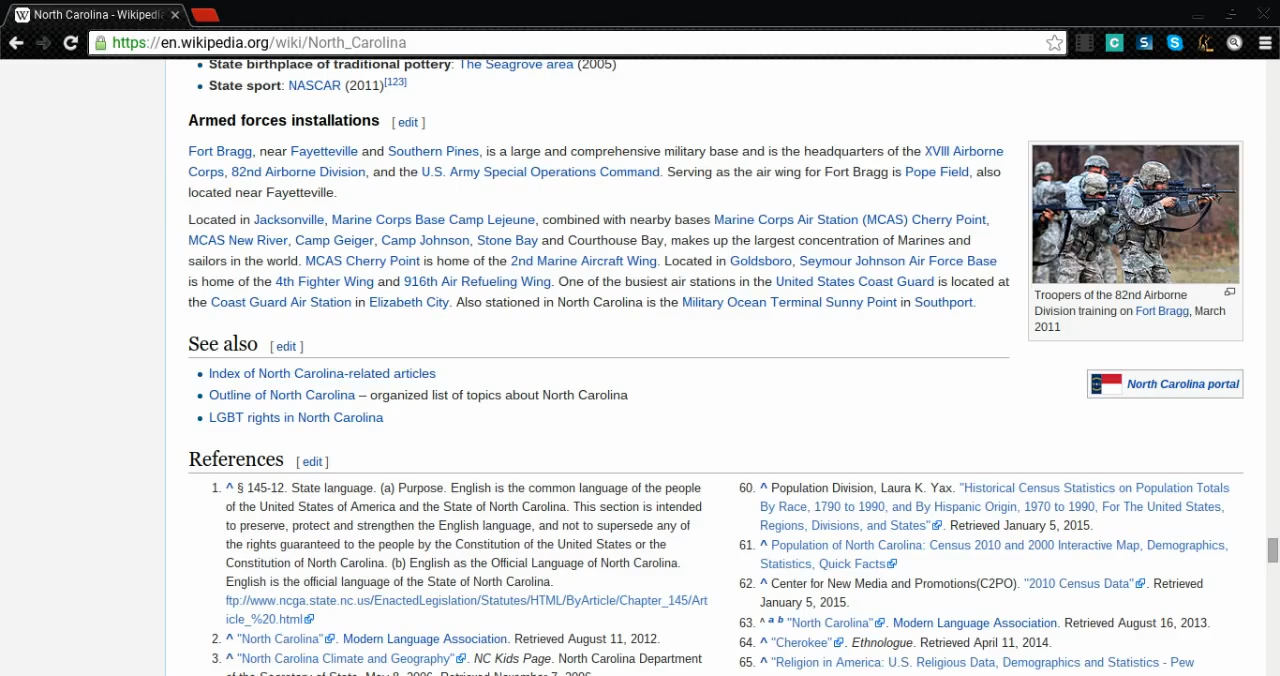 North Carolina - Wikipedi
https://en.wikipedia.org/wiki/North_Carolina
• State birthplace of traditional pottery: The Seagrove area (2005)
• State sport: NASCAR (2011)[123]
Armed forces installations [ edit ]
Fort Bragg, near Fayetteville and Southern Pines, is a large and comprehensive military base and is the headquarters of the XVIII Airborne
Corps, 82nd Airborne Division, and the U.S. Army Special Operations Command. Serving as the air wing for Fort Bragg is Pope Field, also
located near Fayetteville.
Located in Jacksonville, Marine Corps Base Camp Lejeune, combined with nearby bases Marine Corps Air Station (MCAS) Cherry Point,
MCAS New River, Camp Geiger, Camp Johnson, Stone Bay and Courthouse Bay, makes up the largest concentration of Marines and
sailors in the world. MCAS Cherry Point is home of the 2nd Marine Aircraft Wing. Located in Goldsboro, Seymour Johnson Air Force Base
is home of the 4th Fighter Wing and 916th Air Refueling Wing. One of the busiest air stations in the United States Coast Guard is located at
the Coast Guard Air Station in Elizabeth City. Also stationed in North Carolina is the Military Ocean Terminal Sunny Point in Southport.
Troopers of the 82nd Airborne
Division training on Fort Bragg, March
2011
See also [ edit ]
• Index of North Carolina-related articles
• Outline of North Carolina – organized list of topics about North Carolina
• LGBT rights in North Carolina
North Carolina portal
References [ edit ]
1. ^ § 145-12. State language. (a) Purpose. English is the common language of the people
of the United States of America and the State of North Carolina. This section is intended
to preserve, protect and strengthen the English language, and not to supersede any of
the rights guaranteed to the people by the Constitution of the United States or the
Constitution of North Carolina. (b) English as the Official Language of North Carolina.
English is the official language of the State of North Carolina.
ftp://www.ncga.state.nc.us/EnactedLegislation/Statutes/HTML/ByArticle/Chapter_145/Art
icle_%20.html
2. ^ "North Carolina". Modern Language Association. Retrieved August 11, 2012.
3. ^ "North Carolina Climate and Geography". NC Kids Page. North Carolina Department
of the Secretary of State. May 8, 2006. Retrieved November 7, 2006.
60. ^ Population Division, Laura K. Yax. "Historical Census Statistics on Population Totals
By Race, 1790 to 1990, and By Hispanic Origin, 1970 to 1990, For The United States,
Regions, Divisions, and States". Retrieved January 5, 2015.
61. ^ Population of North Carolina: Census 2010 and 2000 Interactive Map, Demographics,
Statistics, Quick Facts
62. ^ Center for New Media and Promotions(C2PO). "2010 Census Data". Retrieved
January 5, 2015.
63. ^ a b "North Carolina". Modern Language Association. Retrieved August 16, 2013.
64. ^ "Cherokee". Ethnologue. Retrieved April 11, 2014.
65. ^ "Religion in America: U.S. Religious Data, Demographics and Statistics - Pew